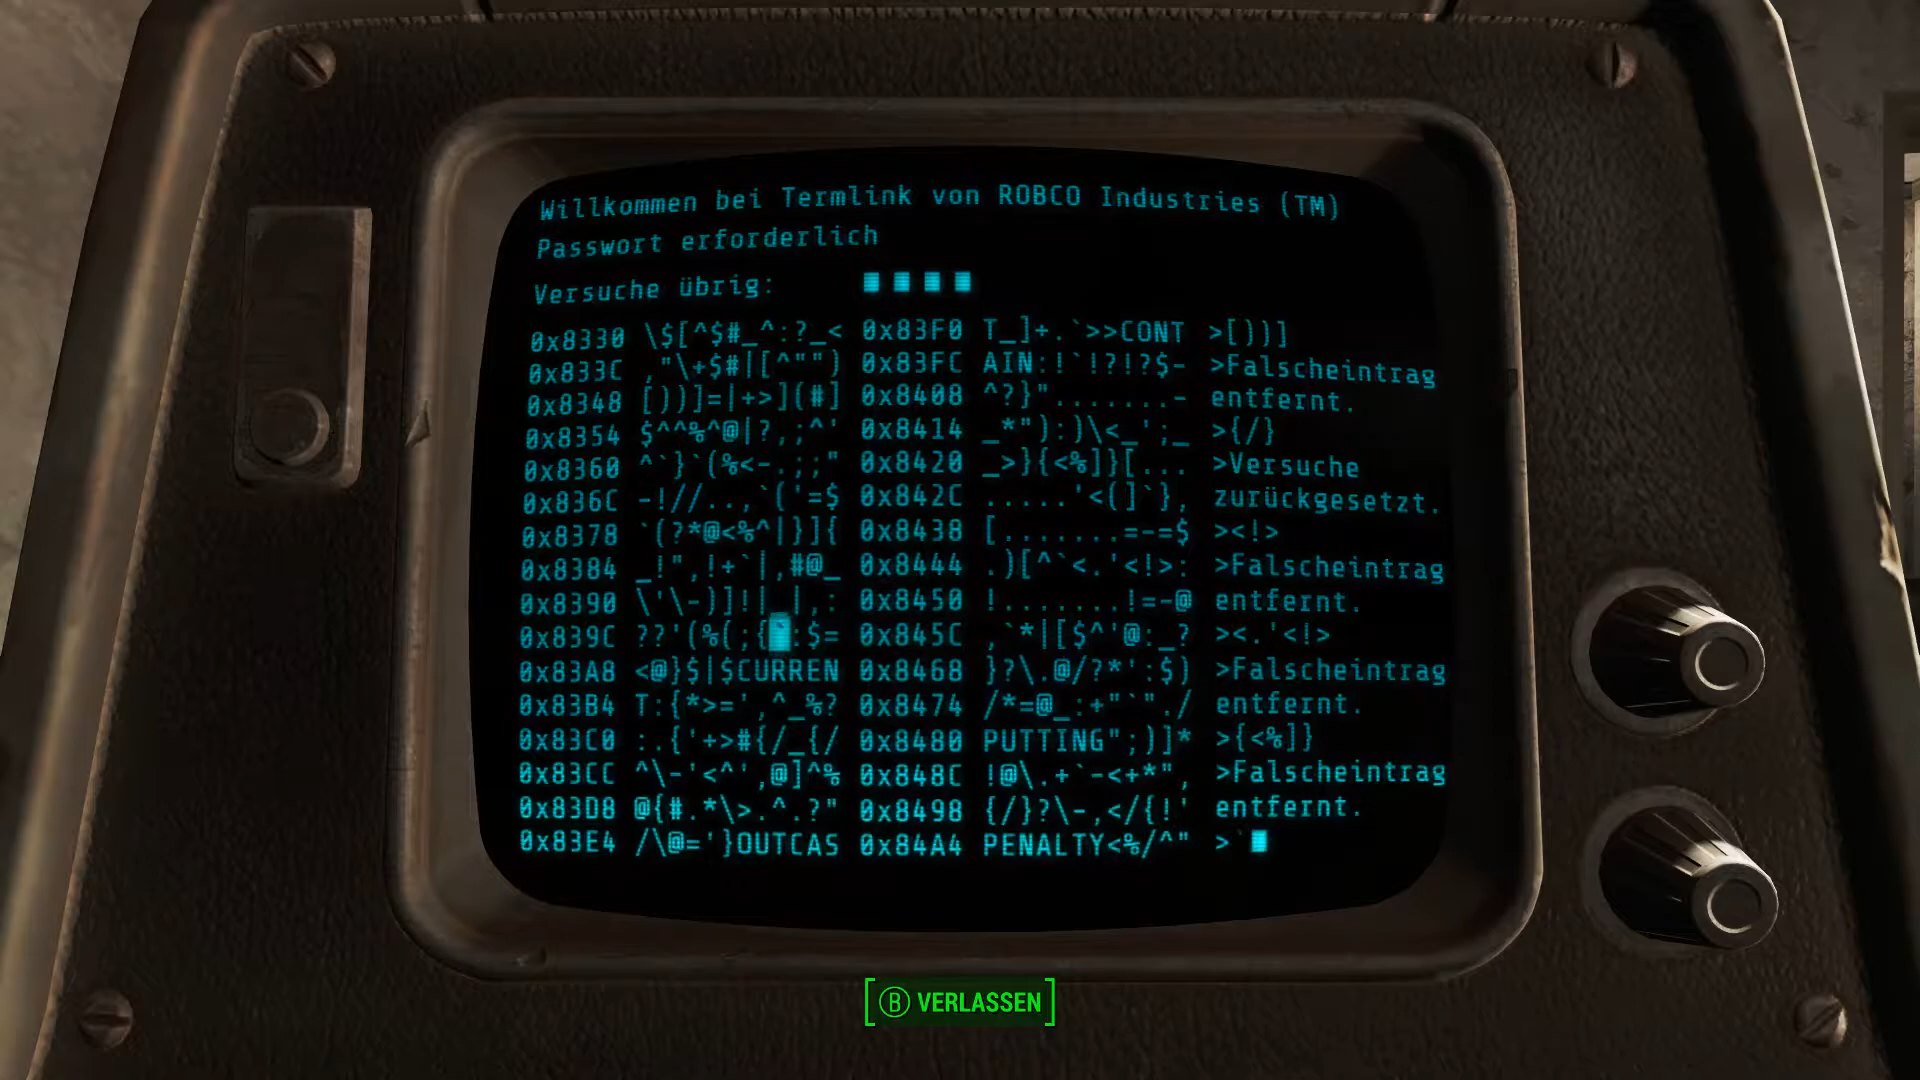 Willkommen bei Termlink von ROBCO Industries (TM)
Passwort erforderlich
Versuche übrig:
0x8330 \$[^$#_^:?_< 0x83F0 T_]+.`>>CONT >[))]
0x833C ,"\+$#|[^"") 0x83FC AIN:!`!?!?$- >Falscheintrag
0x8348 [))]=|+>](#] 0x8408 ^?}".......- entfernt.
0x8354 $^^%^@|?,;^' 0x8414 _*"):)\<_';_ >{/}
0x8360 ^`}`(%<-.;;" 0x8420 _>}{<%]}[... >Versuche
0x836C -!//..,`('=$ 0x842C .....'<(]`}, zurückgesetzt.
0x8378 `(?*@<%^|}]{ 0x8438 [.......=-=$ ><!>
0x8384 _!",!+`|,#@_ 0x8444 .)[^`<.'<!>: >Falscheintrag
0x8390 \'\-)]!|_|,: 0x8450 !.......!=-@ entfernt.
0x839C ??'(%(;{`:$= 0x845C ,`*|[$^'@:_? ><.'<!>
0x83A8 <@}$|$CURREN 0x8468 }?\.@/?*':$) >Falscheintrag
0x83B4 T:{*>=',^_%? 0x8474 /*=@_:+"`"./ entfernt.
0x83C0 :.{'+>#{/_{/ 0x8480 PUTTING";)]* >{<%]}
0x83CC ^\-'<^',@]^% 0x848C !@\.+`-<+*", >Falscheintrag
0x83D8 @{#.*\>.^.?" 0x8498 {/}?\-,</{!' entfernt.
0x83E4 /\@='}OUTCAS 0x84A4 PENALTY<%/^" >`
[Ⓑ VERLASSEN]